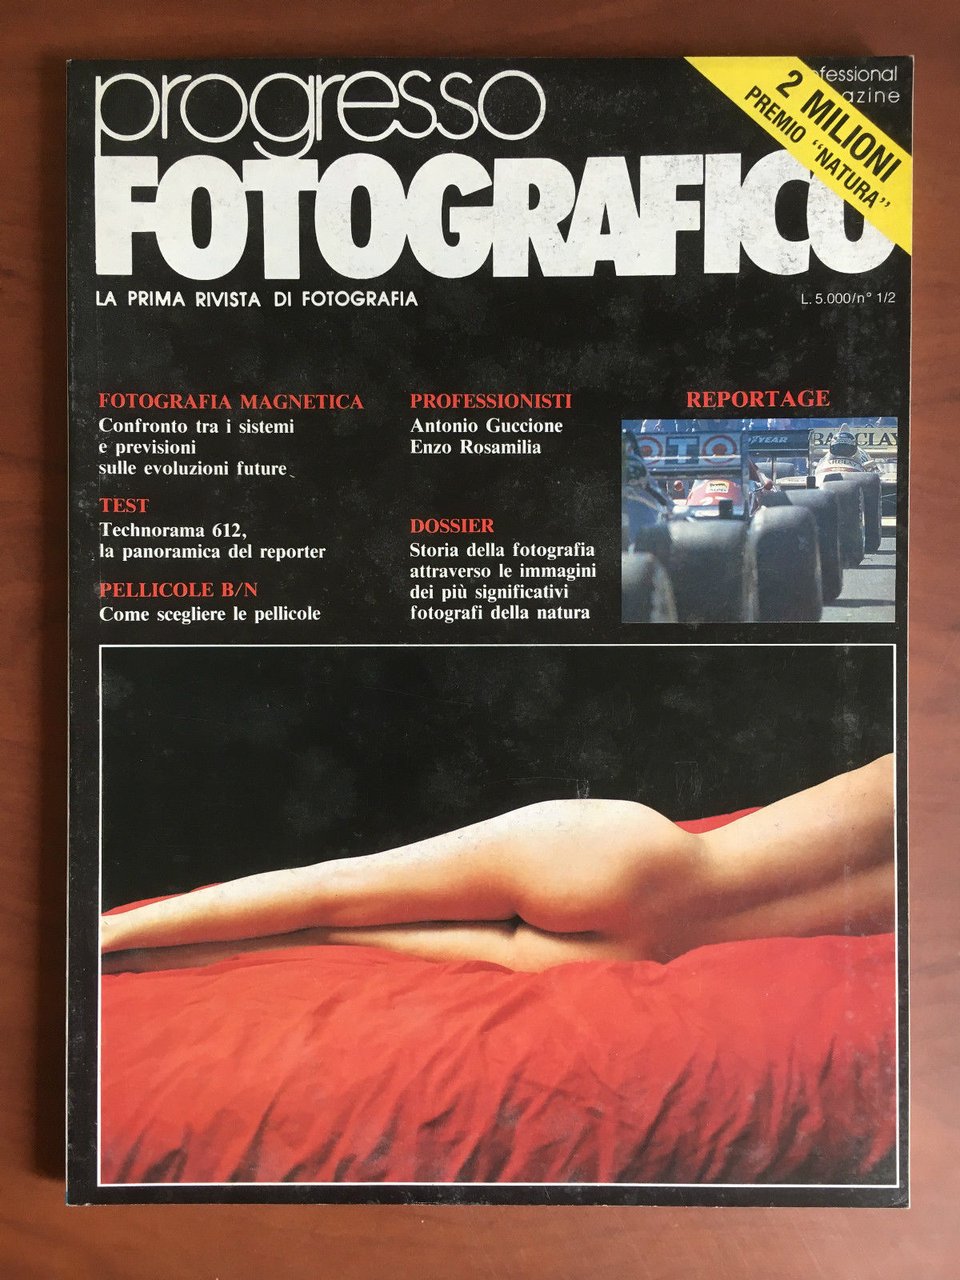 progresso
FOTOGRAFICO
2 MILIONI
PREMIO "NATURA"
LA PRIMA RIVISTA DI FOTOGRAFIA
L. 5.000/n° 1/2
FOTOGRAFIA MAGNETICA
Confronto tra i sistemi
e previsioni
sulle evoluzioni future
TEST
Technorama 612,
la panoramica del reporter
PELLICOLE B/N
Come scegliere le pellicole
PROFESSIONISTI
Antonio Guccione
Enzo Rosamilia
DOSSIER
Storia della fotografia
attraverso le immagini
dei più significativi
fotografi della natura
REPORTAGE
YEAR
BARCLAY